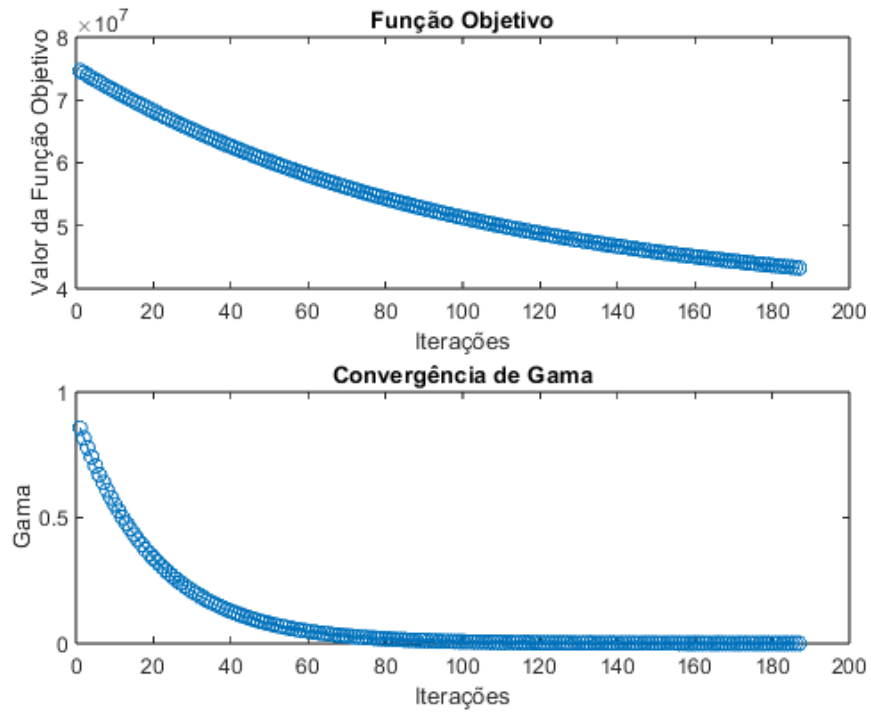 Função Objetivo
×10⁷
Valor da Função Objetivo
8
7
6
5
4
0 20 40 60 80 100 120 140 160 180 200
Iterações
Convergência de Gama
Gama
1
0.5
0
0 20 40 60 80 100 120 140 160 180 200
Iterações